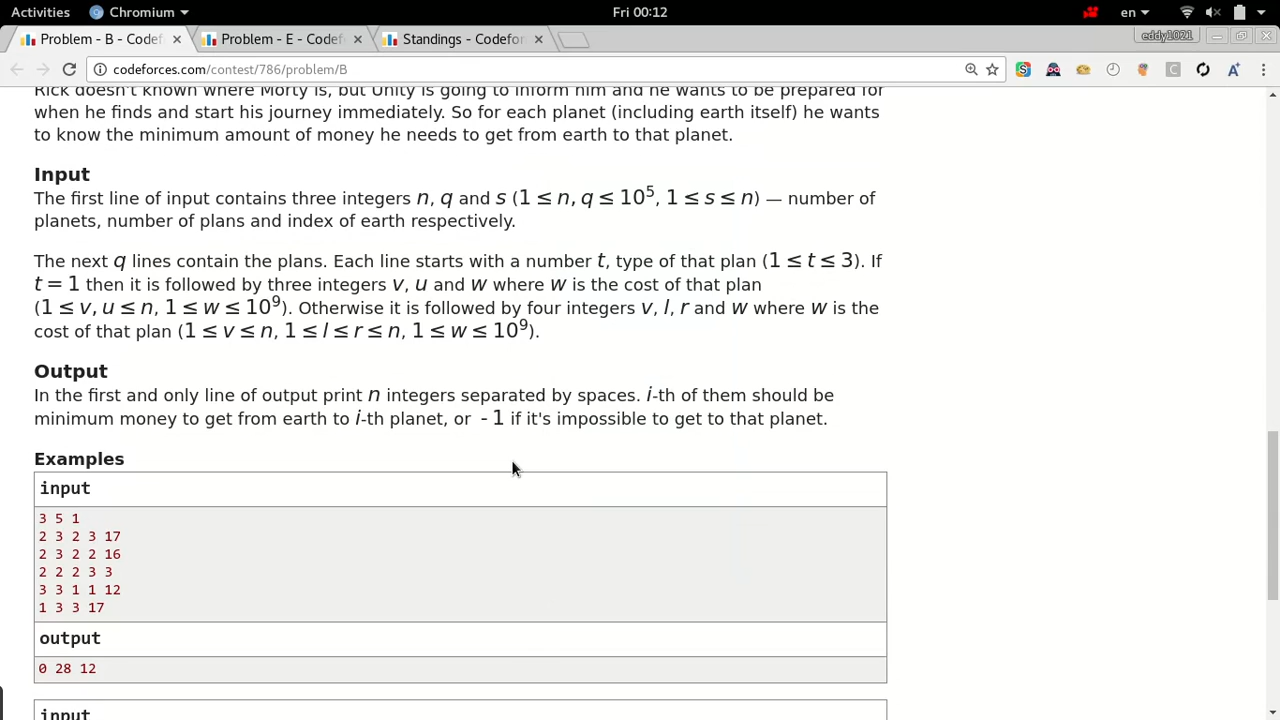 Activities Chromium Fri 00:12 en
Problem - B - Codef Problem - E - Codef Standings - Codefor eddy1021
codeforces.com/contest/786/problem/B
Rick doesn't known where Morty is, but Unity is going to inform him and he wants to be prepared for
when he finds and start his journey immediately. So for each planet (including earth itself) he wants
to know the minimum amount of money he needs to get from earth to that planet.
Input
The first line of input contains three integers n, q and s (1 ≤ n, q ≤ 10⁵, 1 ≤ s ≤ n) — number of
planets, number of plans and index of earth respectively.
The next q lines contain the plans. Each line starts with a number t, type of that plan (1 ≤ t ≤ 3). If
t = 1 then it is followed by three integers v, u and w where w is the cost of that plan
(1 ≤ v, u ≤ n, 1 ≤ w ≤ 10⁹). Otherwise it is followed by four integers v, l, r and w where w is the
cost of that plan (1 ≤ v ≤ n, 1 ≤ l ≤ r ≤ n, 1 ≤ w ≤ 10⁹).
Output
In the first and only line of output print n integers separated by spaces. i-th of them should be
minimum money to get from earth to i-th planet, or -1 if it's impossible to get to that planet.
Examples
input
3 5 1
2 3 2 3 17
2 3 2 2 16
2 2 2 3 3
3 3 1 1 12
1 3 3 17
output
0 28 12
input